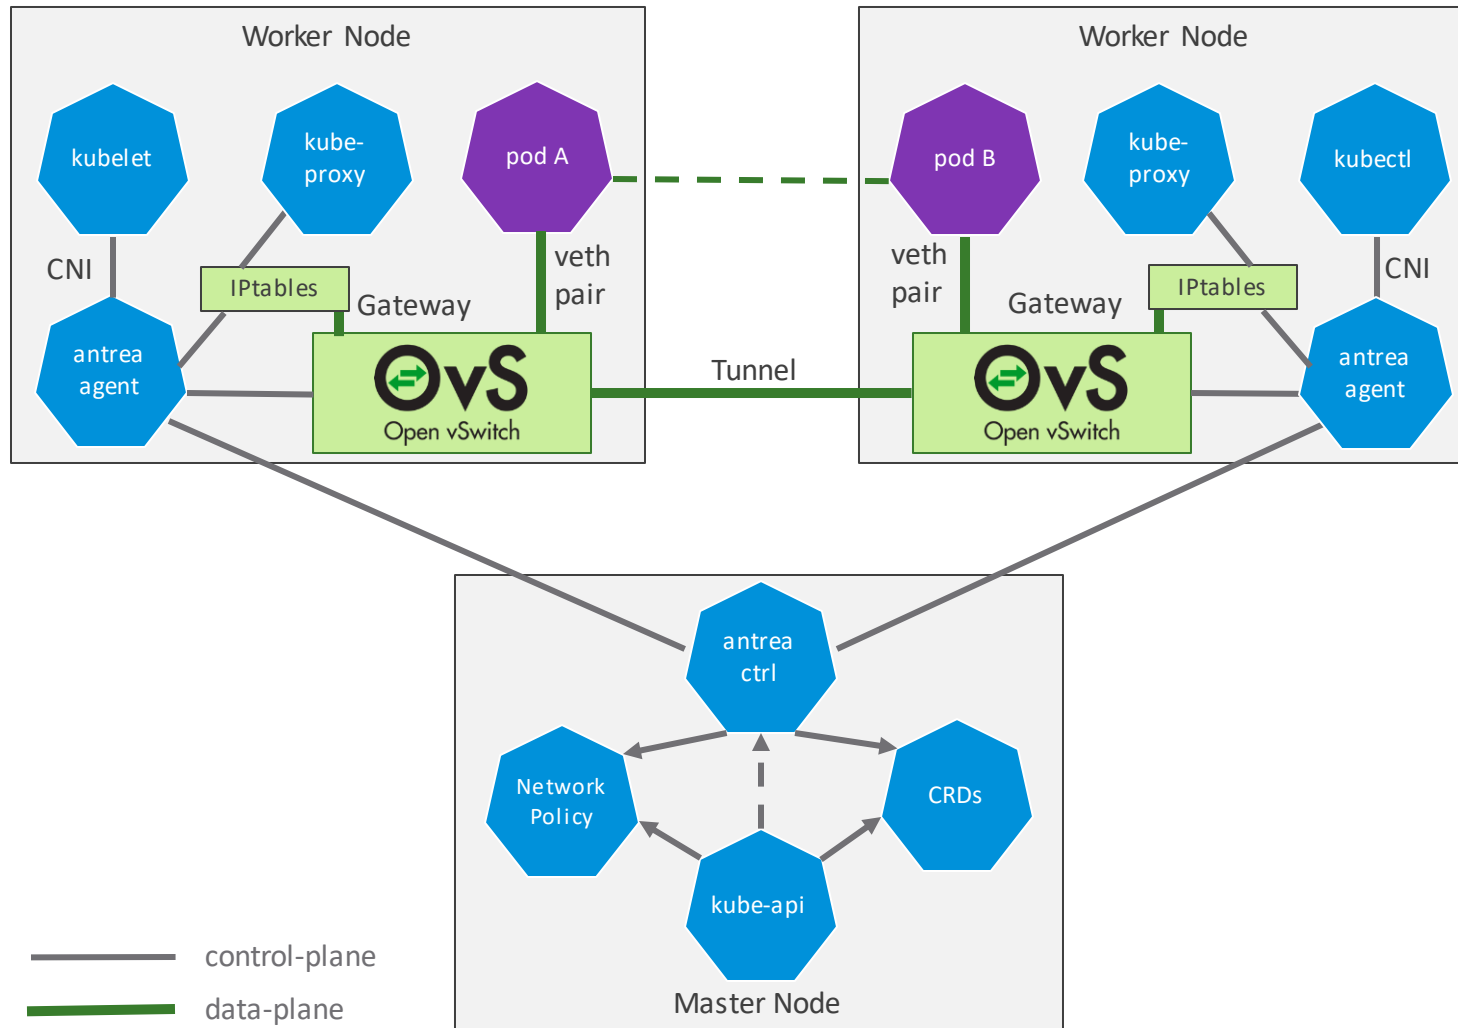 Worker Node
kubelet
kube-
proxy
pod A
CNI
IPtables
Gateway
veth
pair
antrea
agent
OvS
Open vSwitch
Tunnel
Worker Node
pod B
kube-
proxy
kubectl
veth
pair
Gateway
IPtables
CNI
OvS
Open vSwitch
antrea
agent
antrea
ctrl
Network
Policy
CRDs
kube-api
Master Node
control-plane
data-plane